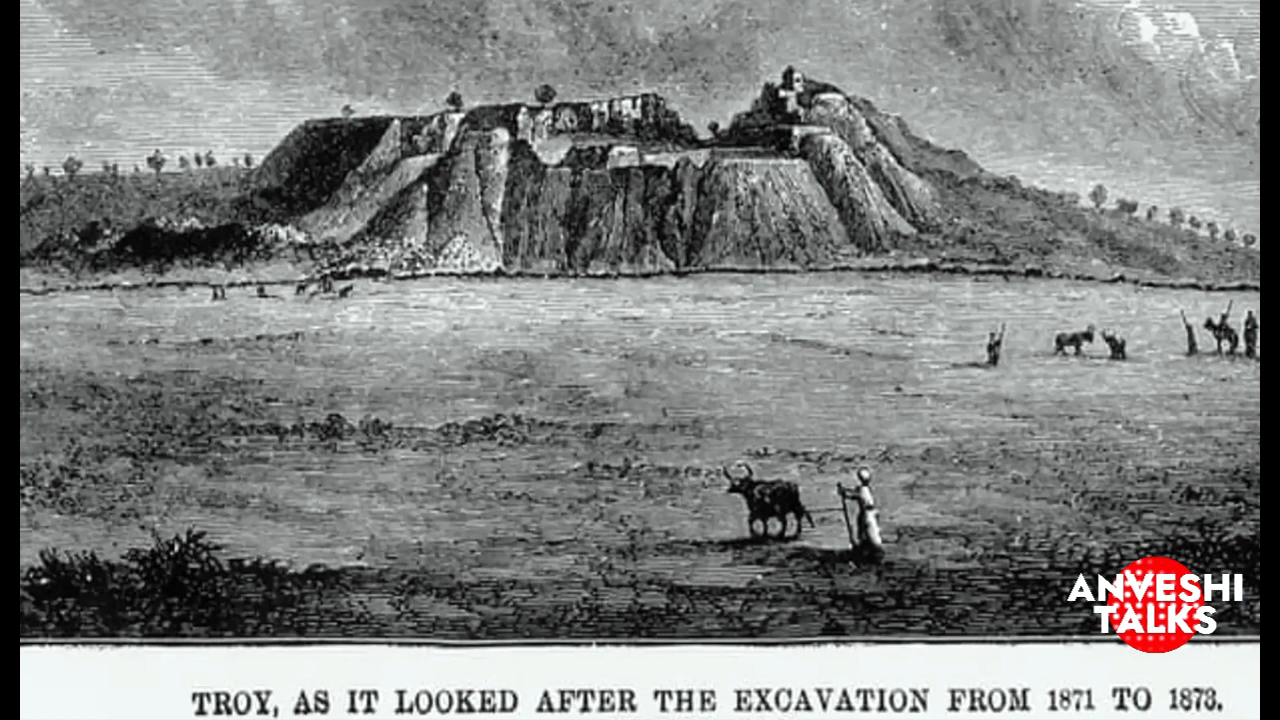 ANVESHI
TALKS
TROY, AS IT LOOKED AFTER THE EXCAVATION FROM 1871 TO 1873.